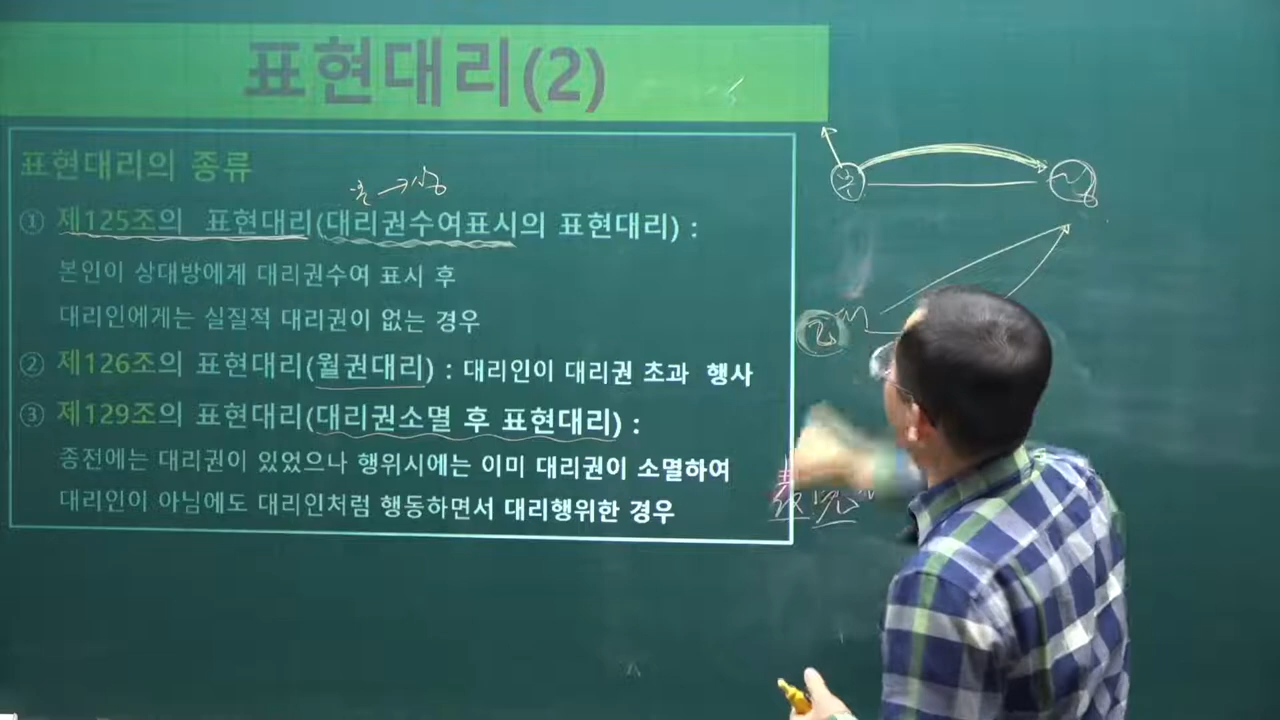 표현대리(2)
표현대리의 종류
본 → 상
① 제125조의 표현대리(대리권수여표시의 표현대리) :
본인이 상대방에게 대리권수여 표시 후
대리인에게는 실질적 대리권이 없는 경우
② 제126조의 표현대리(월권대리) : 대리인이 대리권 초과 행사
③ 제129조의 표현대리(대리권소멸 후 표현대리) :
종전에는 대리권이 있었으나 행위시에는 이미 대리권이 소멸하여
대리인이 아님에도 대리인처럼 행동하면서 대리행위한 경우
본